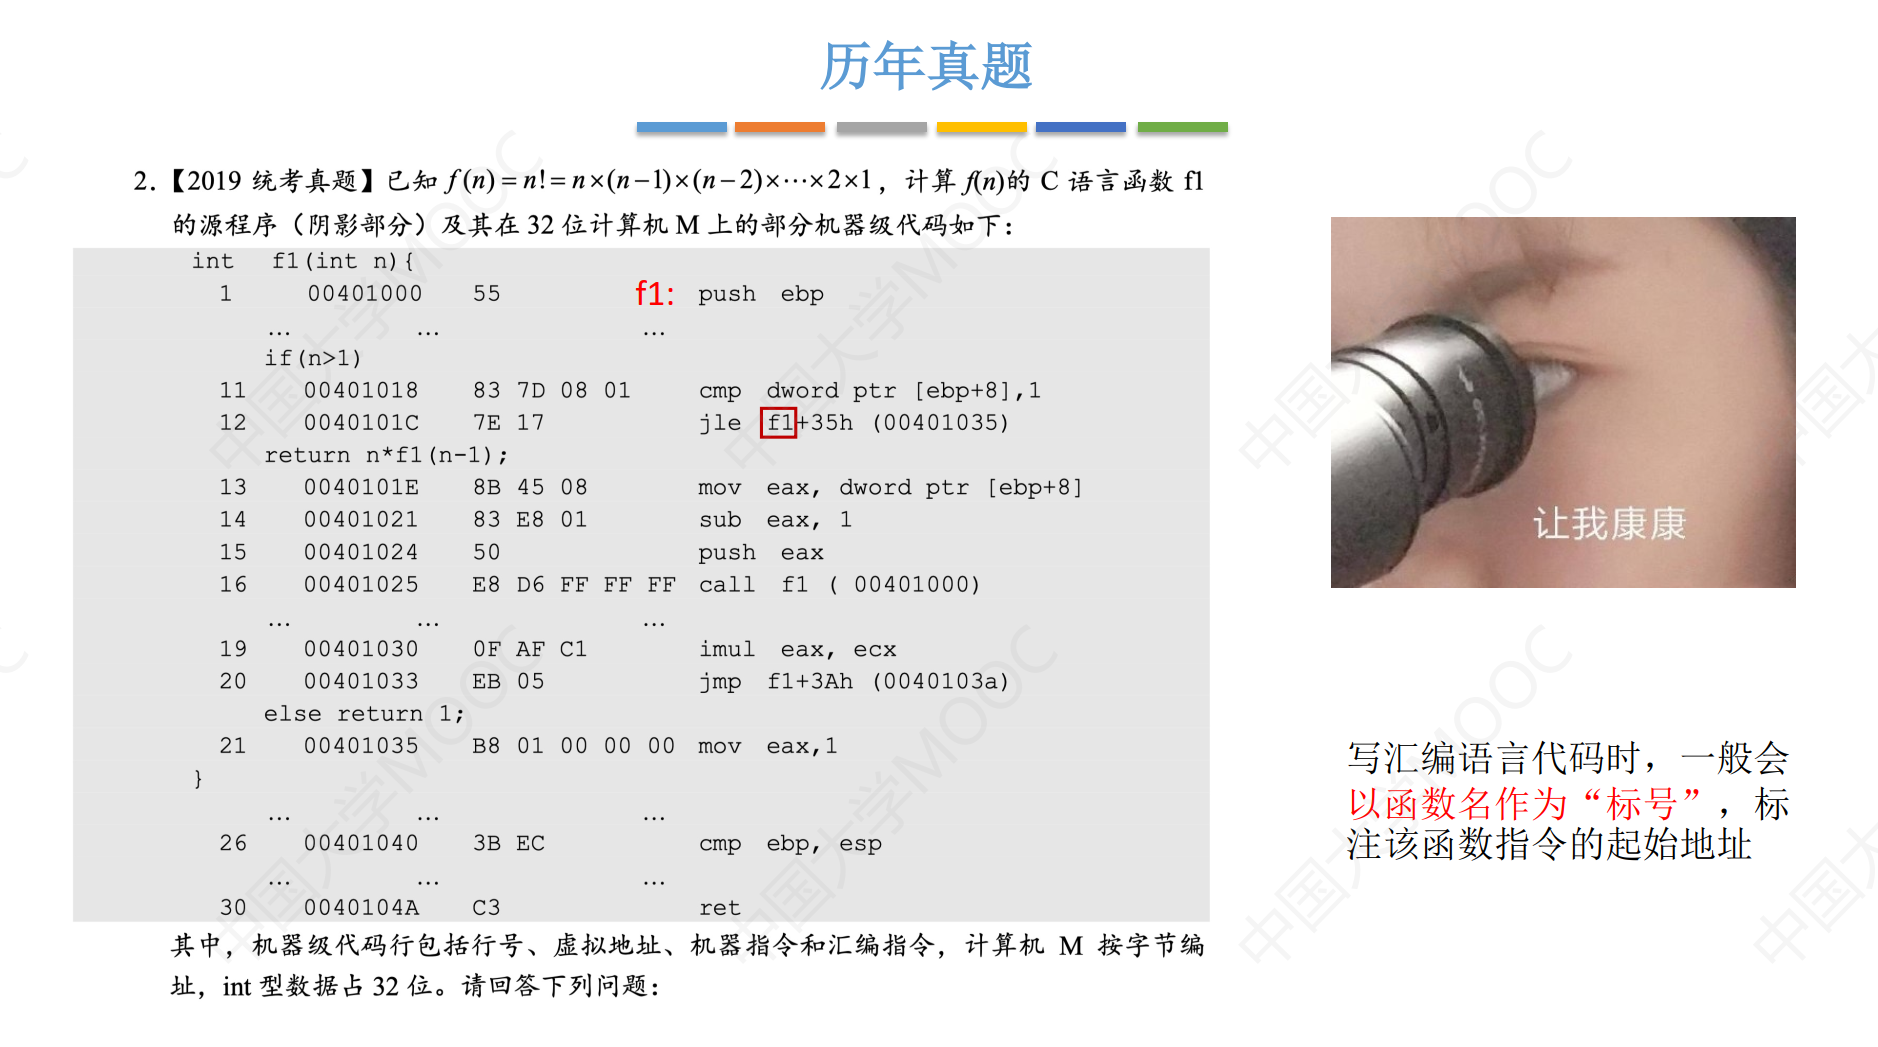 历年真题
2.【2019 统考真题】已知 f(n)=n!=n×(n−1)×(n−2)×⋯×2×1，计算 f(n)的 C 语言函数 f1
的源程序（阴影部分）及其在 32 位计算机 M 上的部分机器级代码如下：
int f1(int n){
1 00401000 55 f1: push ebp
… … …
if(n>1)
11 00401018 83 7D 08 01 cmp dword ptr [ebp+8],1
12 0040101C 7E 17 jle f1+35h (00401035)
return n*f1(n-1);
13 0040101E 8B 45 08 mov eax, dword ptr [ebp+8]
14 00401021 83 E8 01 sub eax, 1
15 00401024 50 push eax
16 00401025 E8 D6 FF FF FF call f1 ( 00401000)
… … …
19 00401030 0F AF C1 imul eax, ecx
20 00401033 EB 05 jmp f1+3Ah (0040103a)
else return 1;
21 00401035 B8 01 00 00 00 mov eax,1
}
… … …
26 00401040 3B EC cmp ebp, esp
… … …
30 0040104A C3 ret
其中，机器级代码行包括行号、虚拟地址、机器指令和汇编指令，计算机 M 按字节编
址，int 型数据占 32 位。请回答下列问题：
让我康康
写汇编语言代码时，一般会
以函数名作为“标号”，标
注该函数指令的起始地址
中国大学MOOC